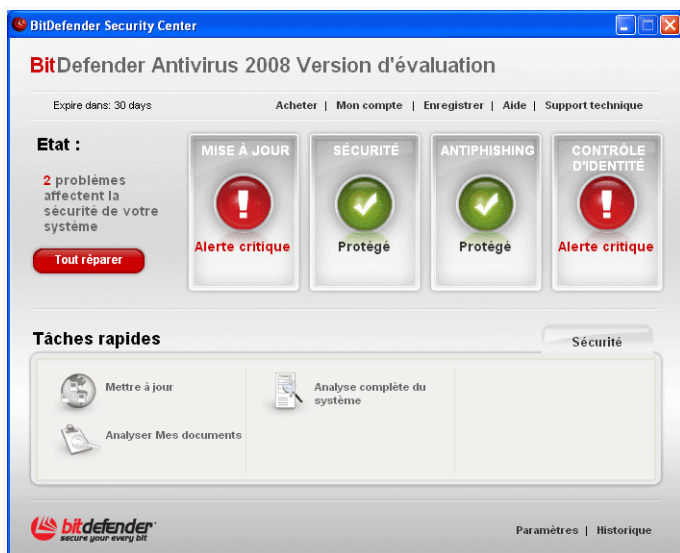 BitDefender Security Center
BitDefender Antivirus 2008 Version d'évaluation
Expire dans: 30 days
Acheter | Mon compte | Enregistrer | Aide | Support technique
Etat :
2 problèmes
affectent la
sécurité de votre
système
Tout réparer
MISE À JOUR
Alerte critique
SÉCURITÉ
Protégé
ANTIPHISHING
Protégé
CONTRÔLE
D'IDENTITÉ
Alerte critique
Tâches rapides
Sécurité
Mettre à jour
Analyse complète du
système
Analyser Mes documents
bitdefender
secure your every bit
Paramètres | Historique